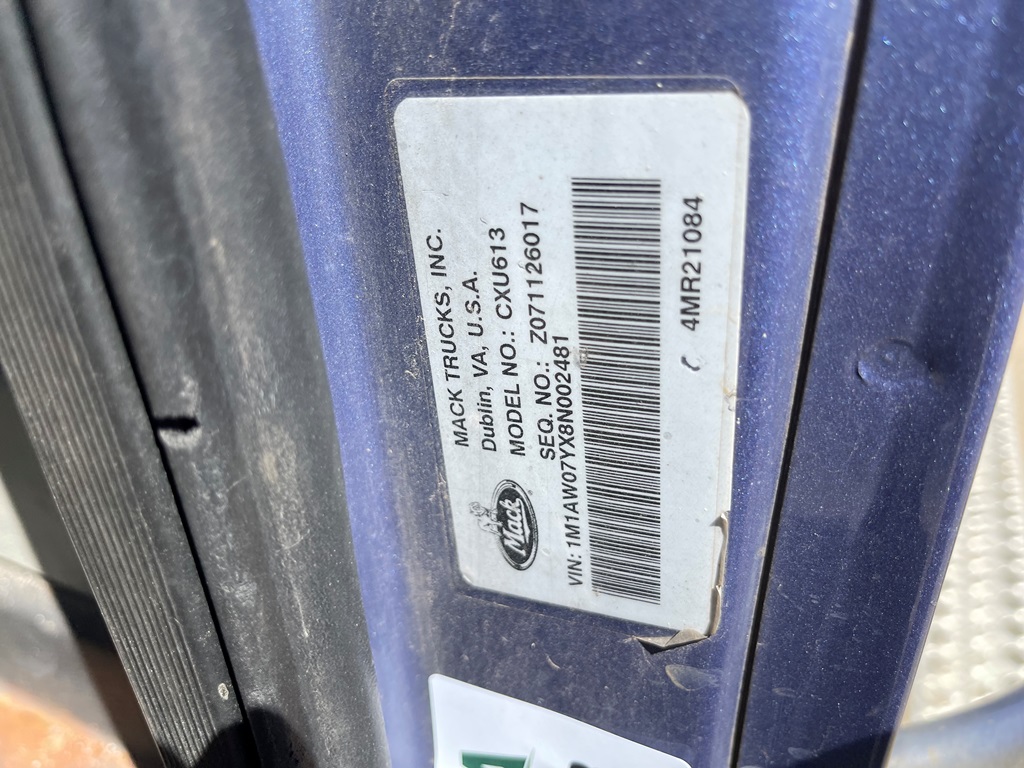 MACK TRUCKS, INC.
Dublin, VA, U.S.A.
MODEL NO.: CXU613
SEQ. NO.: Z071126017
Mack
VIN: 1M1AW07YX8N002481
4MR21084